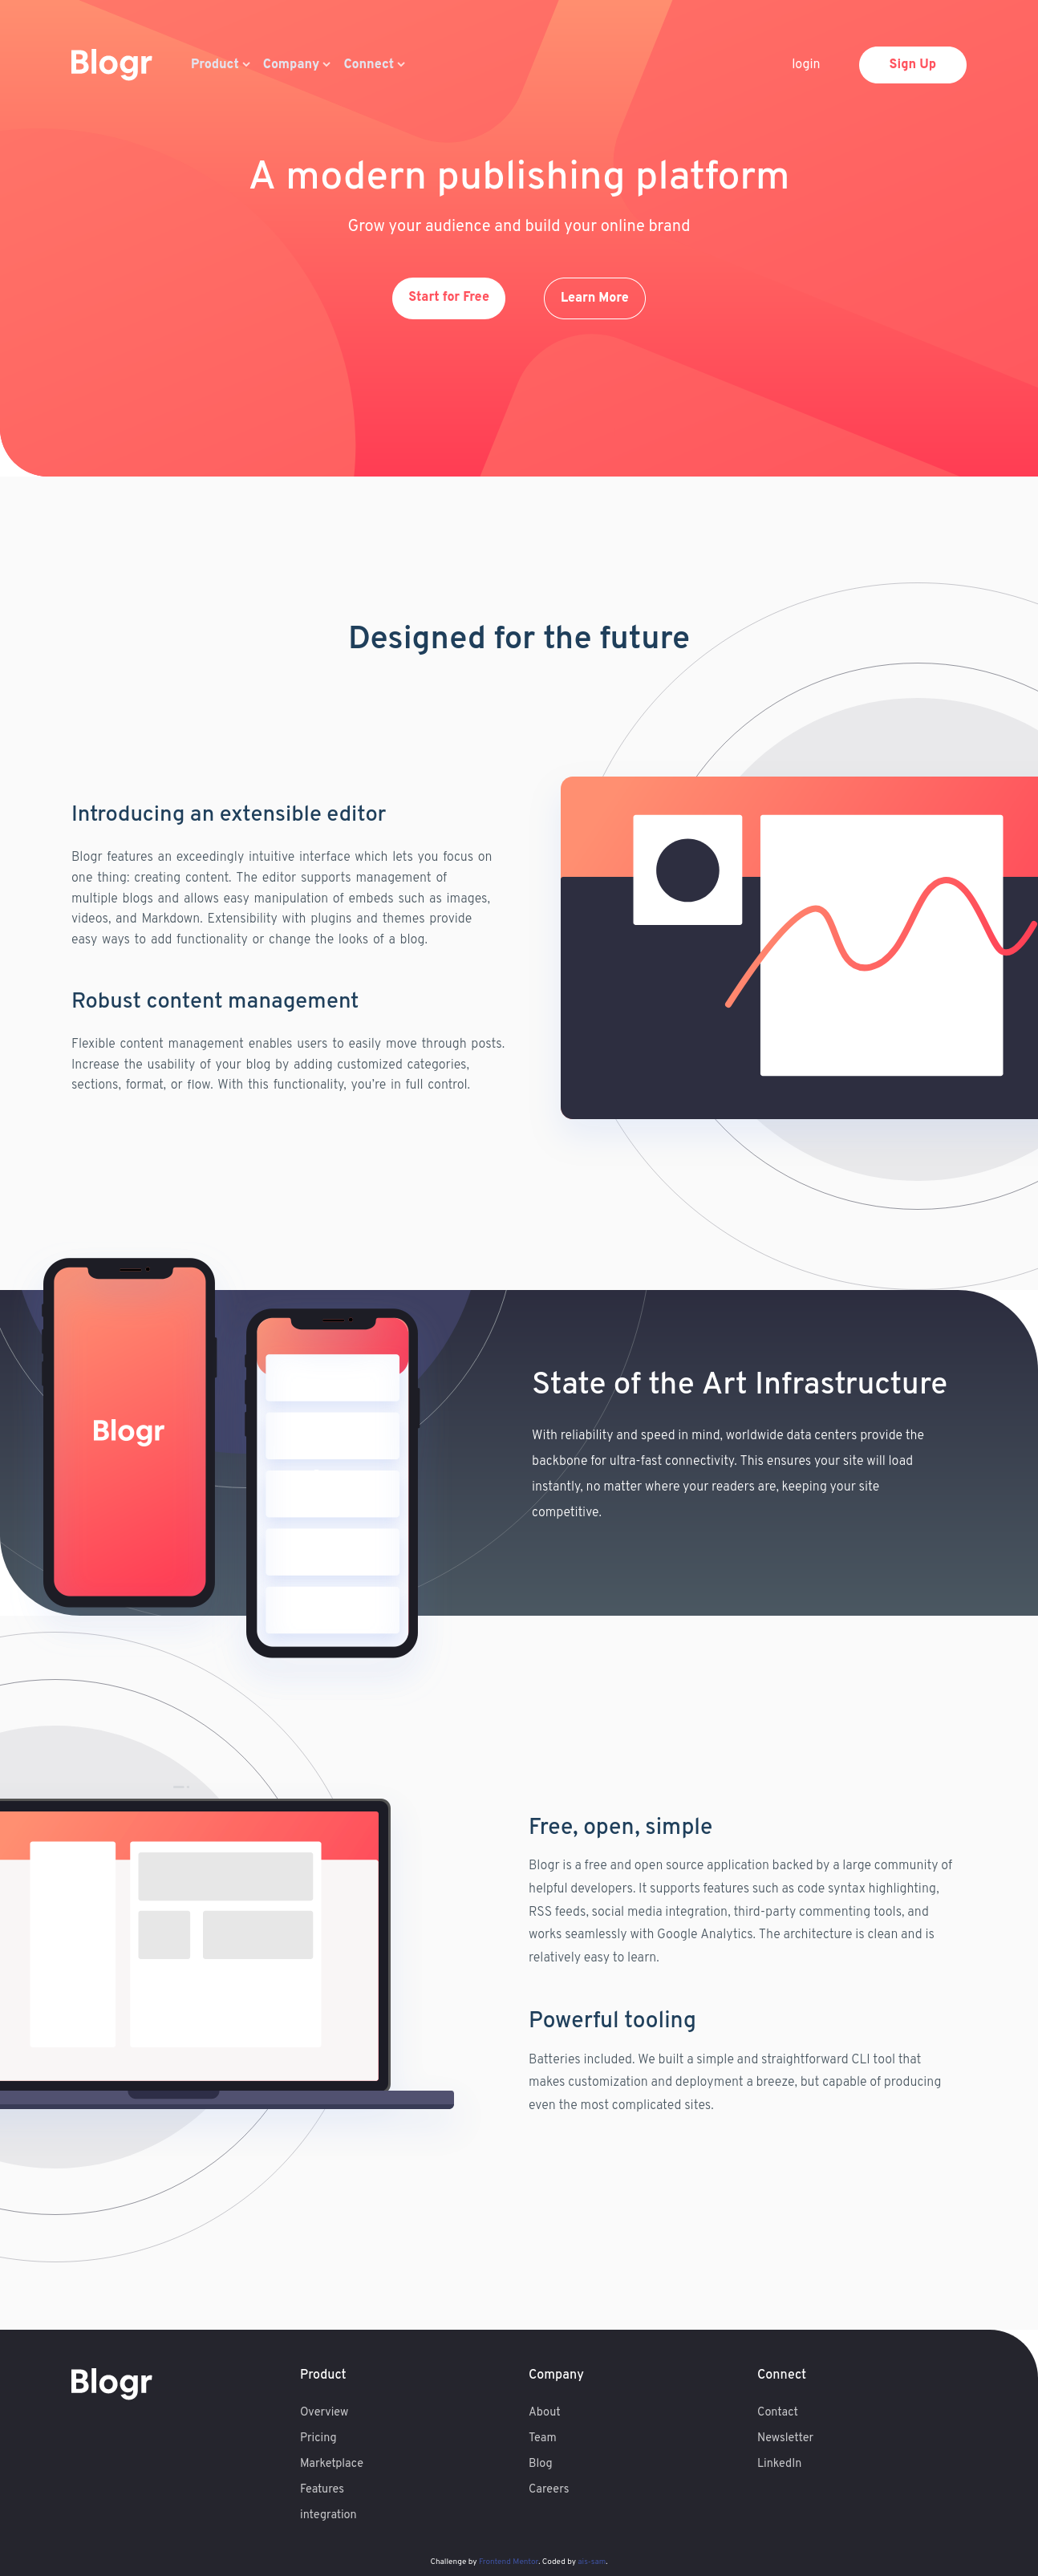 Blogr Product Company Connect login Sign Up
A modern publishing platform
Grow your audience and build your online brand
Start for Free Learn More
Designed for the future
Introducing an extensible editor
Blogr features an exceedingly intuitive interface which lets you focus on
one thing: creating content. The editor supports management of
multiple blogs and allows easy manipulation of embeds such as images,
videos, and Markdown. Extensibility with plugins and themes provide
easy ways to add functionality or change the looks of a blog.
Robust content management
Flexible content management enables users to easily move through posts.
Increase the usability of your blog by adding customized categories,
sections, format, or flow. With this functionality, you're in full control.
Blogr
State of the Art Infrastructure
With reliability and speed in mind, worldwide data centers provide the
backbone for ultra-fast connectivity. This ensures your site will load
instantly, no matter where your readers are, keeping your site
competitive.
Free, open, simple
Blogr is a free and open source application backed by a large community of
helpful developers. It supports features such as code syntax highlighting,
RSS feeds, social media integration, third-party commenting tools, and
works seamlessly with Google Analytics. The architecture is clean and is
relatively easy to learn.
Powerful tooling
Batteries included. We built a simple and straightforward CLI tool that
makes customization and deployment a breeze, but capable of producing
even the most complicated sites.
Blogr
Product
Overview
Pricing
Marketplace
Features
integration
Company
About
Team
Blog
Careers
Connect
Contact
Newsletter
LinkedIn
Challenge by Frontend Mentor. Coded by ais-sam.